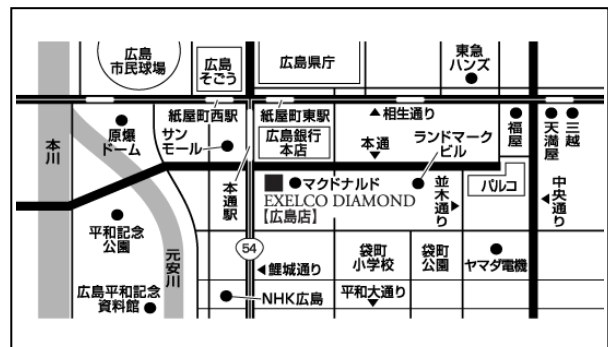 広島
市民球場
広島
そごう
広島県庁
東急
ハンズ
紙屋町西駅
紙屋町東駅
▲相生通り
福屋
天満屋
三越
原爆
ドーム
サン
モール
広島銀行
本店
本通
ランドマーク
ビル
本川
本通駅
マクドナルド
EXELCO DIAMOND
【広島店】
並木通り
パルコ
中央通り
平和記念
公園
元安川
54
鯉城通り
袋町
小学校
袋町
公園
ヤマダ電機
広島平和記念
資料館
NHK広島
平和大通り